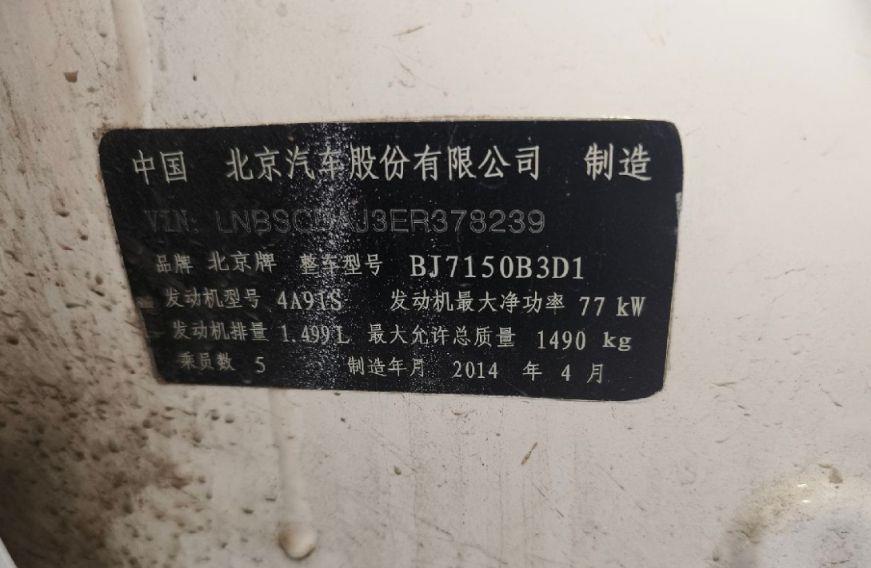 中国 北京汽车股份有限公司 制造
VIN:
品牌 北京牌 整车型号 BJ7150B3D1
发动机型号 4A91S 发动机最大净功率 77 kW
发动机排量 1.499L 最大允许总质量 1490 kg
乘员数 5 制造年月 2014 年 4 月